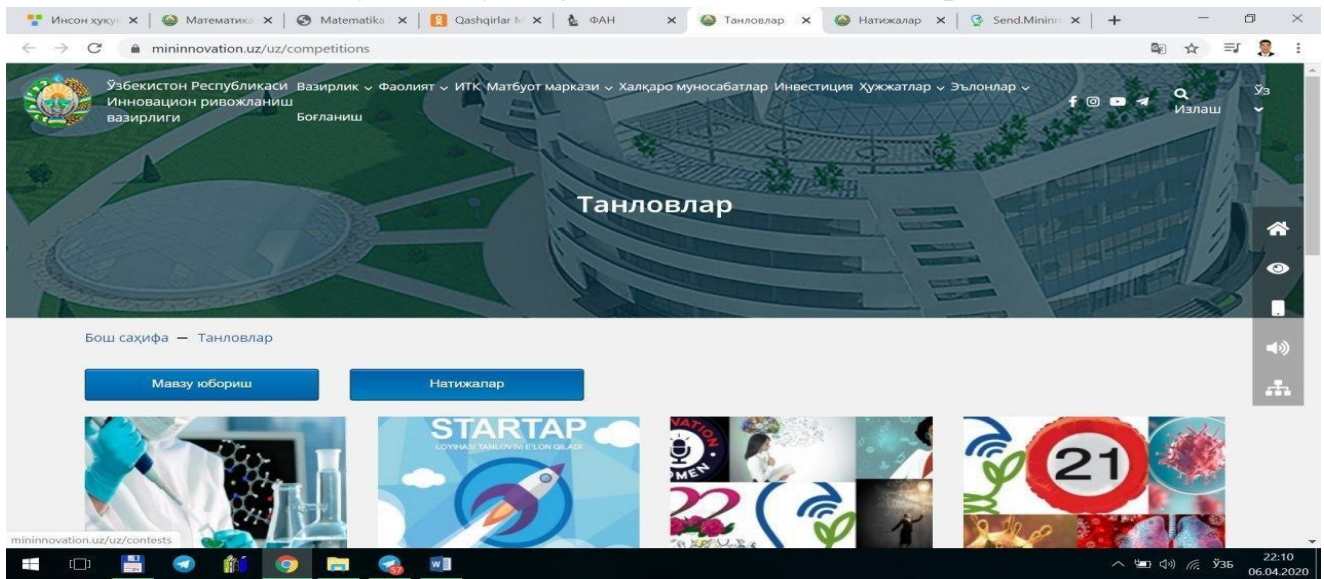 Инсон ҳуқуқ
Математика
Matematika
Qashqirlar M
ФАН
Танловлар
Натижалар
Send.Mininn
mininnovation.uz/uz/competitions
Ўзбекистон Республикаси
Инновацион ривожланиш
вазирлиги
Вазирлик Фаолият ИТК Матбуот маркази Халқаро муносабатлар Инвестиция Ҳужжатлар Эълонлар
Боғланиш
Излаш
Ўз
Танловлар
Бош саҳифа — Танловлар
Мавзу юбориш
Натижалар
STARTAP
LOYIHASI TANLOVINI E'LON QILADI
21
mininnovation.uz/uz/contests
57
ЎЗБ
22:10
06.04.2020